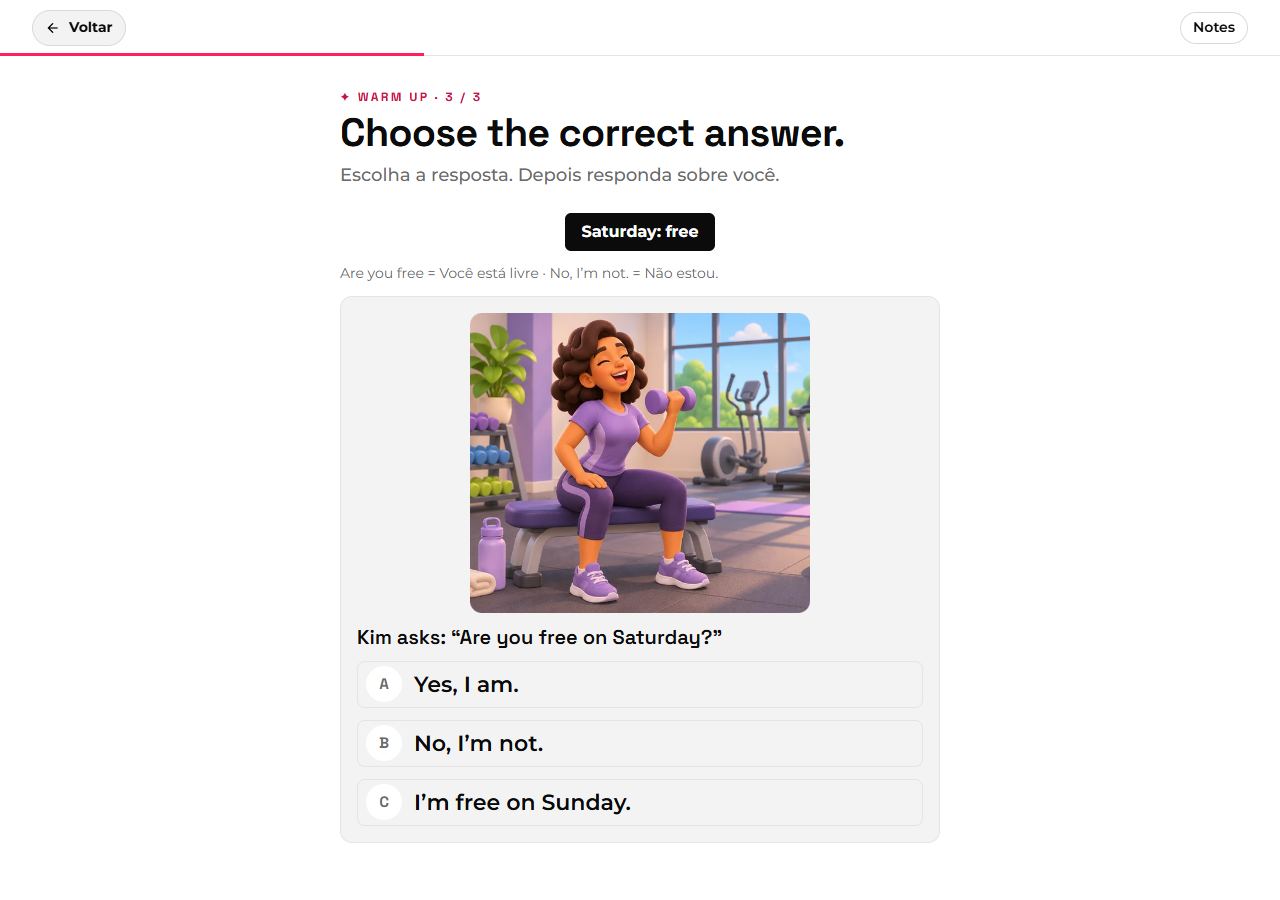 ← Voltar
Notes
✦ WARM UP · 3 / 3
Choose the correct answer.
Escolha a resposta. Depois responda sobre você.
Saturday: free
Are you free = Você está livre · No, I’m not. = Não estou.
Kim asks: “Are you free on Saturday?”
A Yes, I am.
B No, I’m not.
C I’m free on Sunday.